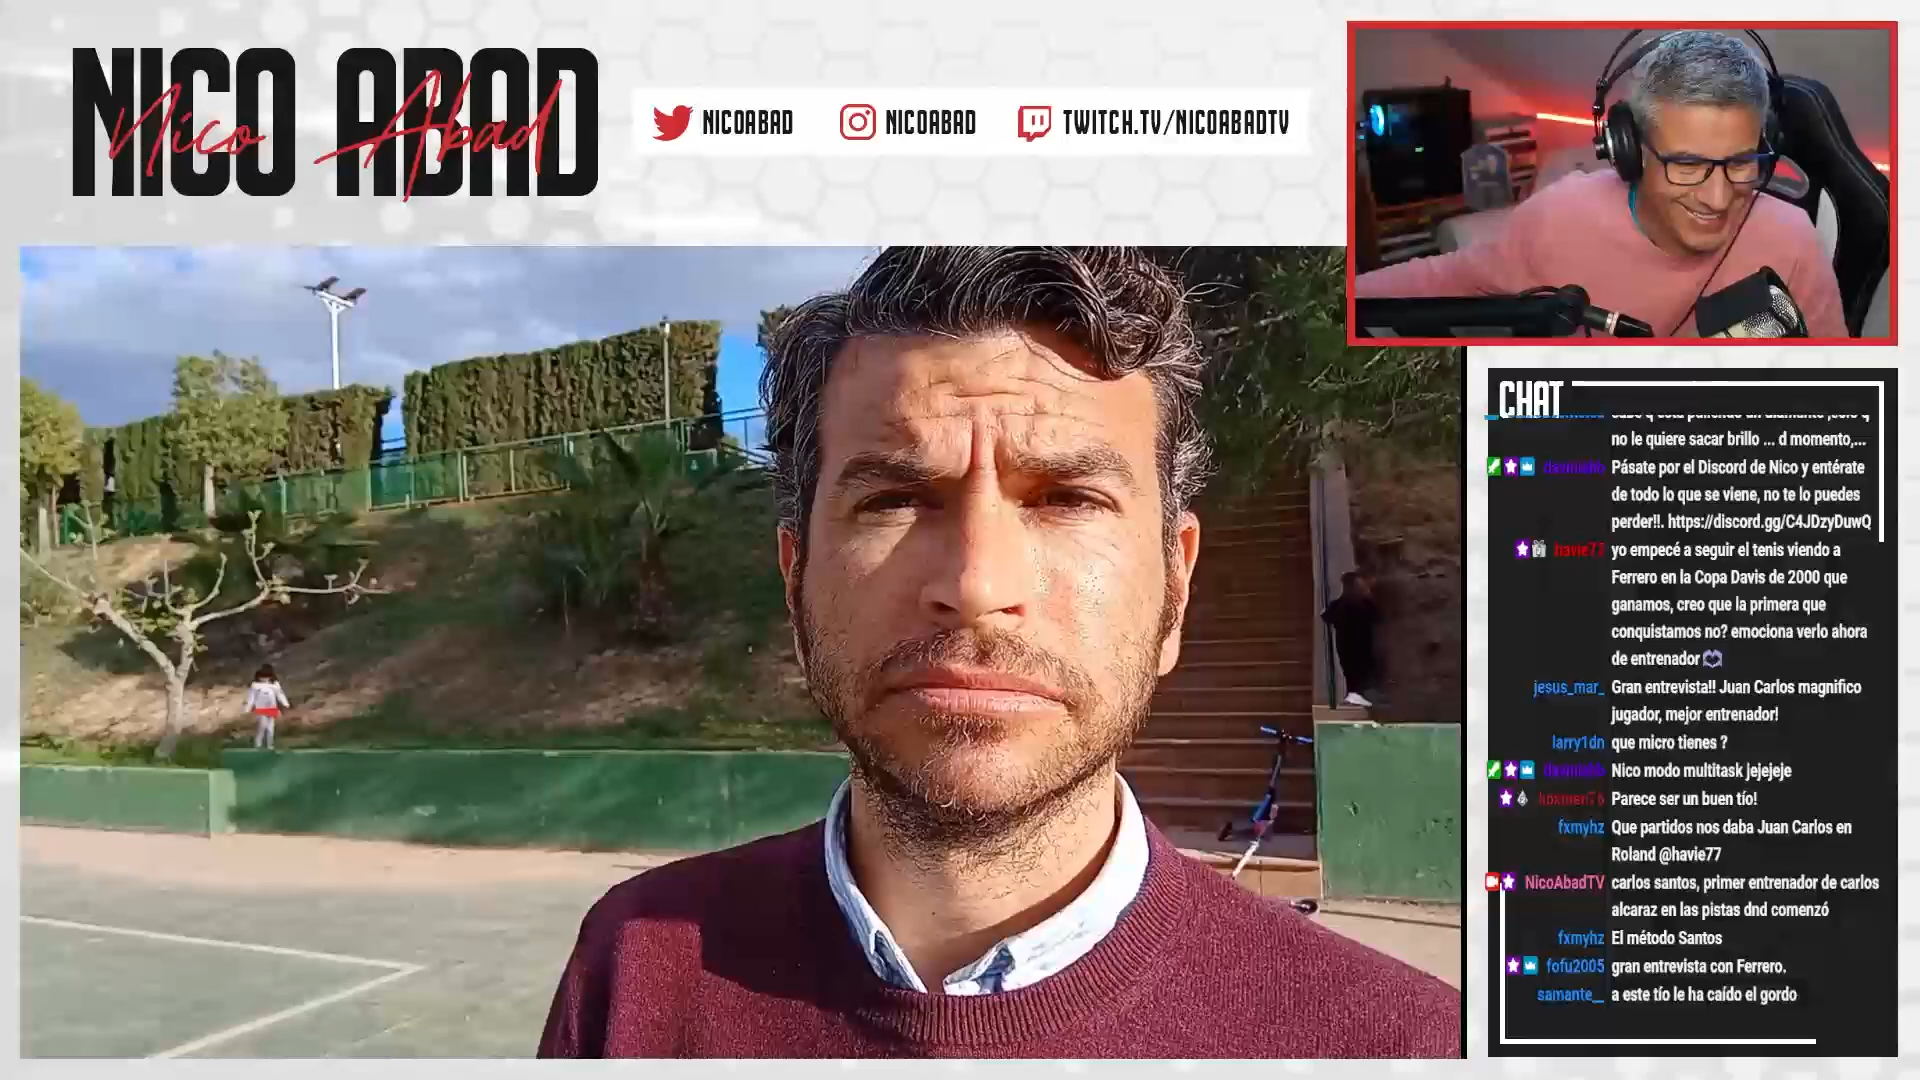 NICO ABAD
Nico Abad
NICOABAD
NICOABAD
TWITCH.TV/NICOABADTV
CHAT
no le quiere sacar brillo ... d momento,...
Pásate por el Discord de Nico y entérate
de todo lo que se viene, no te lo puedes
perder!!. https://discord.gg/C4JDzyDuwQ
havie77 yo empecé a seguir el tenis viendo a
Ferrero en la Copa Davis de 2000 que
ganamos, creo que la primera que
conquistamos no? emociona verlo ahora
de entrenador
jesus_mar_ Gran entrevista!! Juan Carlos magnifico
jugador, mejor entrenador!
larry1dn que micro tienes ?
Nico modo multitask jejejeje
Parece ser un buen tío!
fxmyhz Que partidos nos daba Juan Carlos en
Roland @havie77
NicoAbadTV carlos santos, primer entrenador de carlos
alcaraz en las pistas dnd comenzó
fxmyhz El método Santos
fofu2005 gran entrevista con Ferrero.
samante__ a este tío le ha caído el gordo